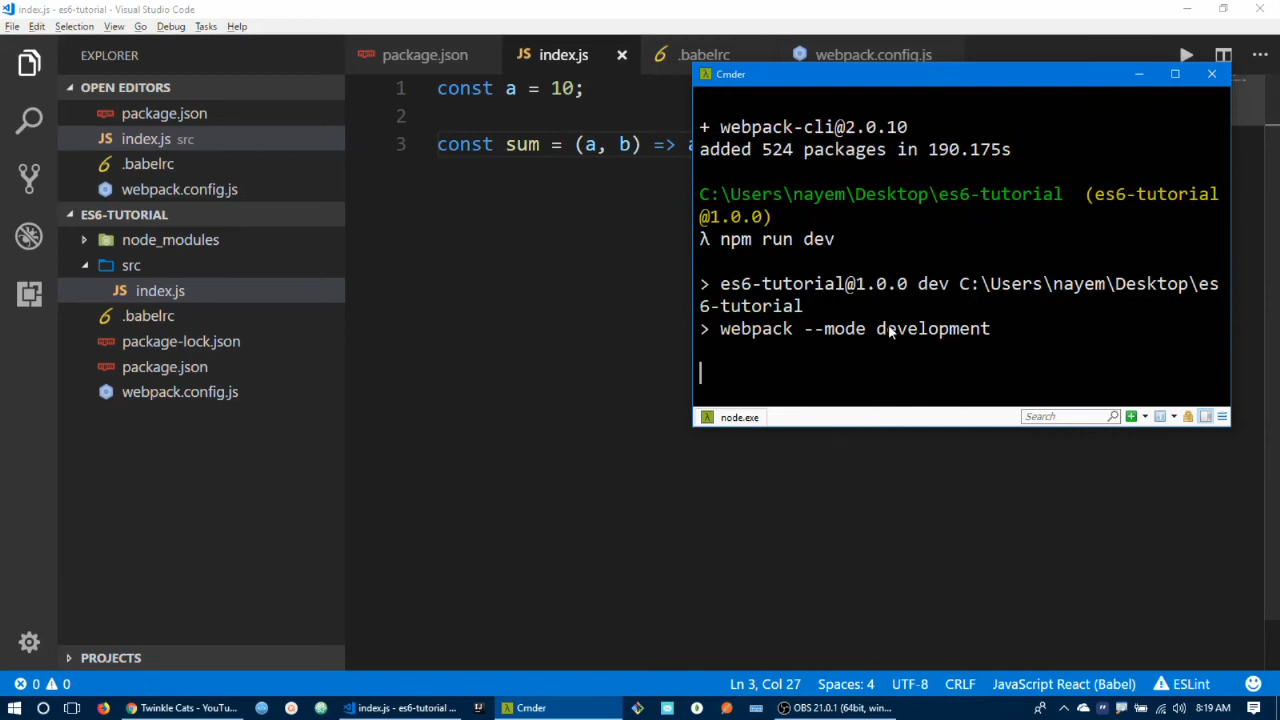 index.js - es6-tutorial - Visual Studio Code
File Edit Selection View Go Debug Tasks Help
EXPLORER
OPEN EDITORS
package.json
JS index.js src
.babelrc
webpack.config.js
ES6-TUTORIAL
node_modules
src
JS index.js
.babelrc
package-lock.json
package.json
webpack.config.js
PROJECTS
package.json
JS index.js
.babelrc
webpack.config.js
1 const a = 10;
2
3 const sum = (a, b) => a
Cmder
+ webpack-cli@2.0.10
added 524 packages in 190.175s
C:\Users\nayem\Desktop\es6-tutorial (es6-tutorial
@1.0.0)
λ npm run dev
> es6-tutorial@1.0.0 dev C:\Users\nayem\Desktop\es
6-tutorial
> webpack --mode development
node.exe
Search
0 0
Ln 3, Col 27 Spaces: 4 UTF-8 CRLF JavaScript React (Babel) ESLint
Twinkle Cats - YouTu...
index.js - es6-tutorial ...
Cmder
OBS 21.0.1 (64bit, win...
8:19 AM